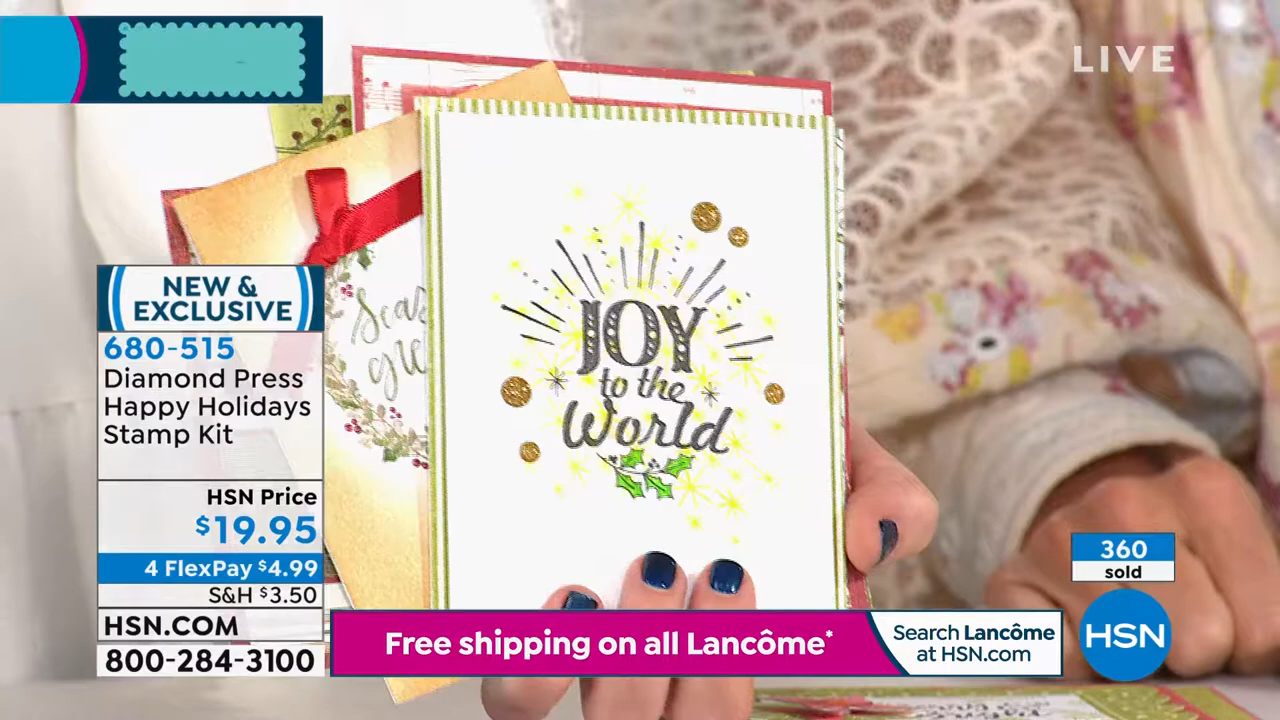 LIVE
NEW &
EXCLUSIVE
680-515
Diamond Press
Happy Holidays
Stamp Kit
HSN Price
$19.95
4 FlexPay $4.99
S&H $3.50
HSN.COM
800-284-3100
JOY
to the
World
Free shipping on all Lancôme*
Search Lancôme
at HSN.com
360
sold
HSN